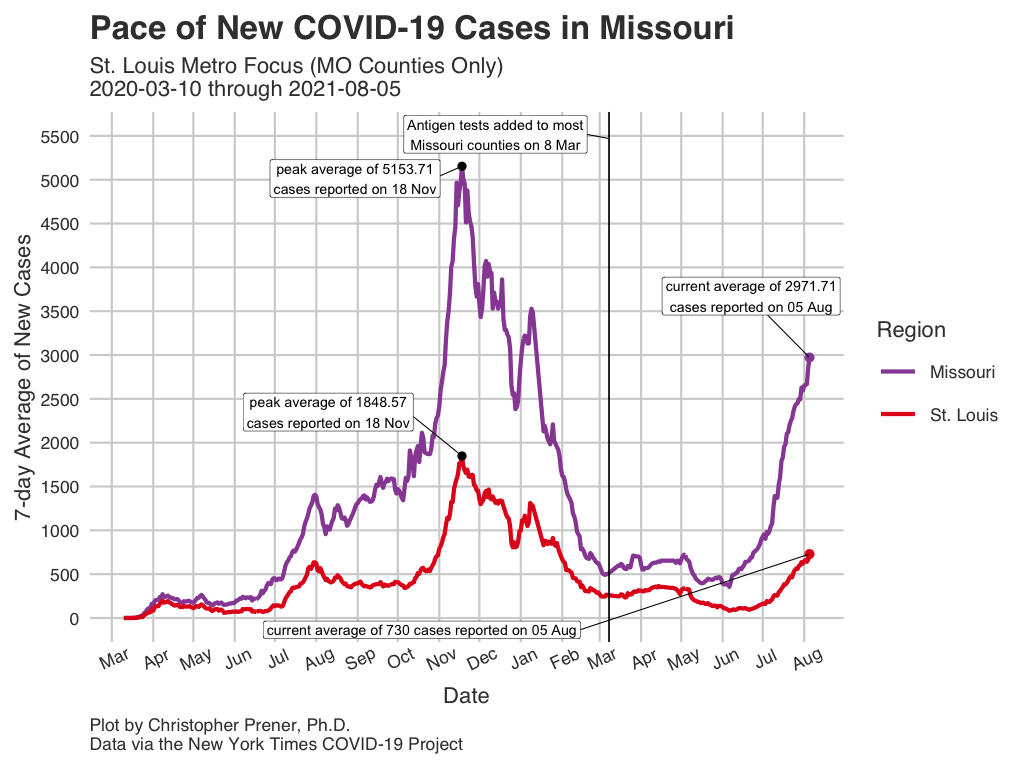 Pace of New COVID-19 Cases in Missouri
St. Louis Metro Focus (MO Counties Only)
2020-03-10 through 2021-08-05
Antigen tests added to most
Missouri counties on 8 Mar
peak average of 5153.71
cases reported on 18 Nov
current average of 2971.71
cases reported on 05 Aug
peak average of 1848.57
cases reported on 18 Nov
current average of 730 cases reported on 05 Aug
7-day Average of New Cases
5500
5000
4500
4000
3500
3000
2500
2000
1500
1000
500
0
Mar Apr May Jun Jul Aug Sep Oct Nov Dec Jan Feb Mar Apr May Jun Jul Aug
Date
Region
Missouri
St. Louis
Plot by Christopher Prener, Ph.D.
Data via the New York Times COVID-19 Project